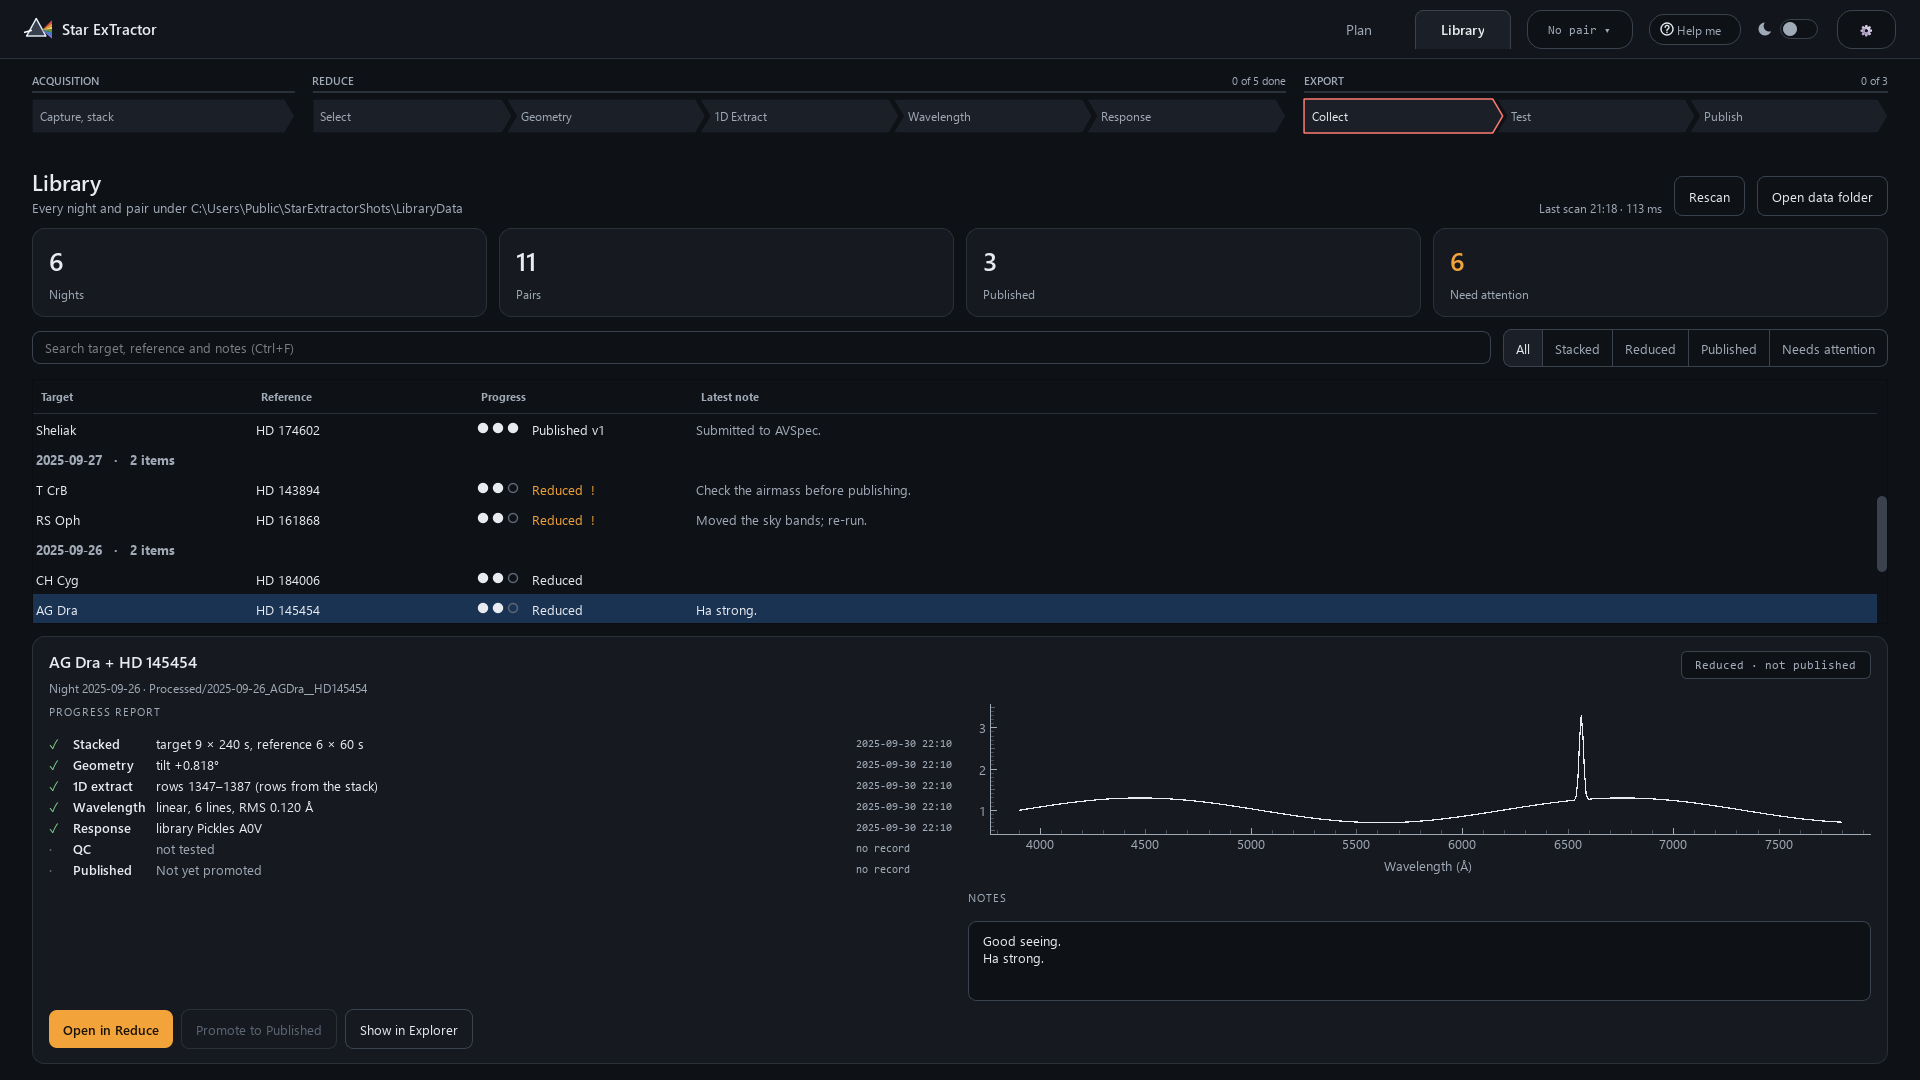 Star ExTractor
Plan
Library
No pair ▾
Help me
ACQUISITION
REDUCE
0 of 5 done
EXPORT
0 of 3
Capture, stack
Select
Geometry
1D Extract
Wavelength
Response
Collect
Test
Publish
Library
Every night and pair under C:\Users\Public\StarExtractorShots\LibraryData
Last scan 21:18 · 113 ms
Rescan
Open data folder
6
Nights
11
Pairs
3
Published
6
Need attention
Search target, reference and notes (Ctrl+F)
All
Stacked
Reduced
Published
Needs attention
Target Reference Progress Latest note
Sheliak HD 174602 Published v1 Submitted to AVSpec.
2025-09-27 · 2 items
T CrB HD 143894 Reduced ! Check the airmass before publishing.
RS Oph HD 161868 Reduced ! Moved the sky bands; re-run.
2025-09-26 · 2 items
CH Cyg HD 184006 Reduced
AG Dra HD 145454 Reduced Ha strong.
AG Dra + HD 145454
Reduced · not published
Night 2025-09-26 · Processed/2025-09-26_AGDra__HD145454
PROGRESS REPORT
✓ Stacked target 9 × 240 s, reference 6 × 60 s 2025-09-30 22:10
✓ Geometry tilt +0.818° 2025-09-30 22:10
✓ 1D extract rows 1347–1387 (rows from the stack) 2025-09-30 22:10
✓ Wavelength linear, 6 lines, RMS 0.120 Å 2025-09-30 22:10
✓ Response library Pickles A0V 2025-09-30 22:10
· QC not tested no record
· Published Not yet promoted no record
3
2
1
4000 4500 5000 5500 6000 6500 7000 7500
Wavelength (Å)
NOTES
Good seeing.
Ha strong.
Open in Reduce
Promote to Published
Show in Explorer